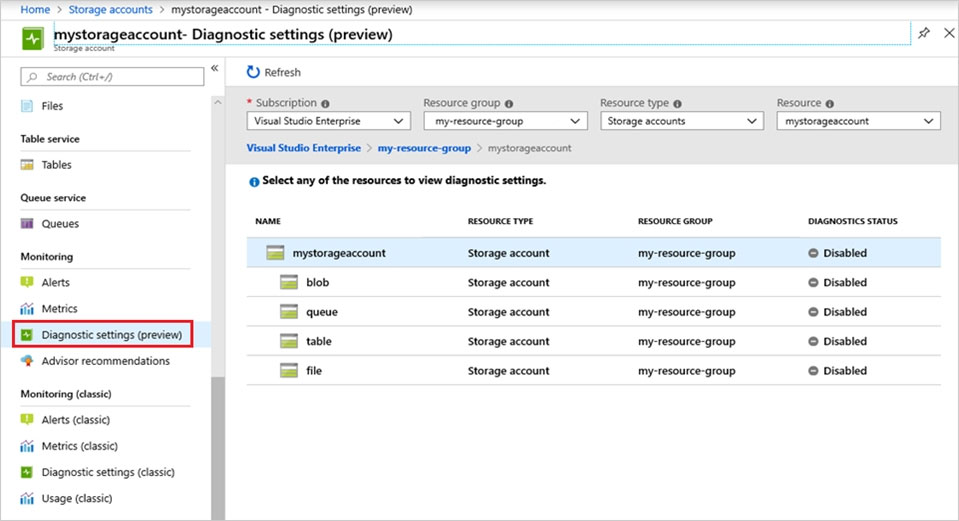 Home > Storage accounts > mystorageaccount - Diagnostic settings (preview)
mystorageaccount- Diagnostic settings (preview)
Storage account
Search (Ctrl+/)
Files
Table service
Tables
Queue service
Queues
Monitoring
Alerts
Metrics
Diagnostic settings (preview)
Advisor recommendations
Monitoring (classic)
Alerts (classic)
Metrics (classic)
Diagnostic settings (classic)
Usage (classic)
Refresh
* Subscription Resource group Resource type Resource
Visual Studio Enterprise my-resource-group Storage accounts mystorageaccount
Visual Studio Enterprise > my-resource-group > mystorageaccount
Select any of the resources to view diagnostic settings.
NAME RESOURCE TYPE RESOURCE GROUP DIAGNOSTICS STATUS
mystorageaccount Storage account my-resource-group Disabled
blob Storage account my-resource-group Disabled
queue Storage account my-resource-group Disabled
table Storage account my-resource-group Disabled
file Storage account my-resource-group Disabled